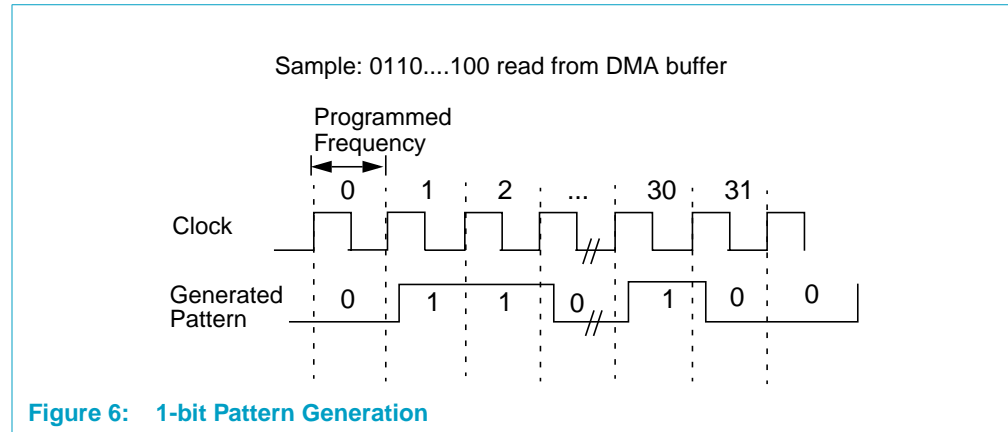 Sample: 0110....100 read from DMA buffer
Programmed
Frequency
0 1 2 ... 30 31
Clock
Generated
Pattern
0 1 1 0 1 0 0
Figure 6: 1-bit Pattern Generation